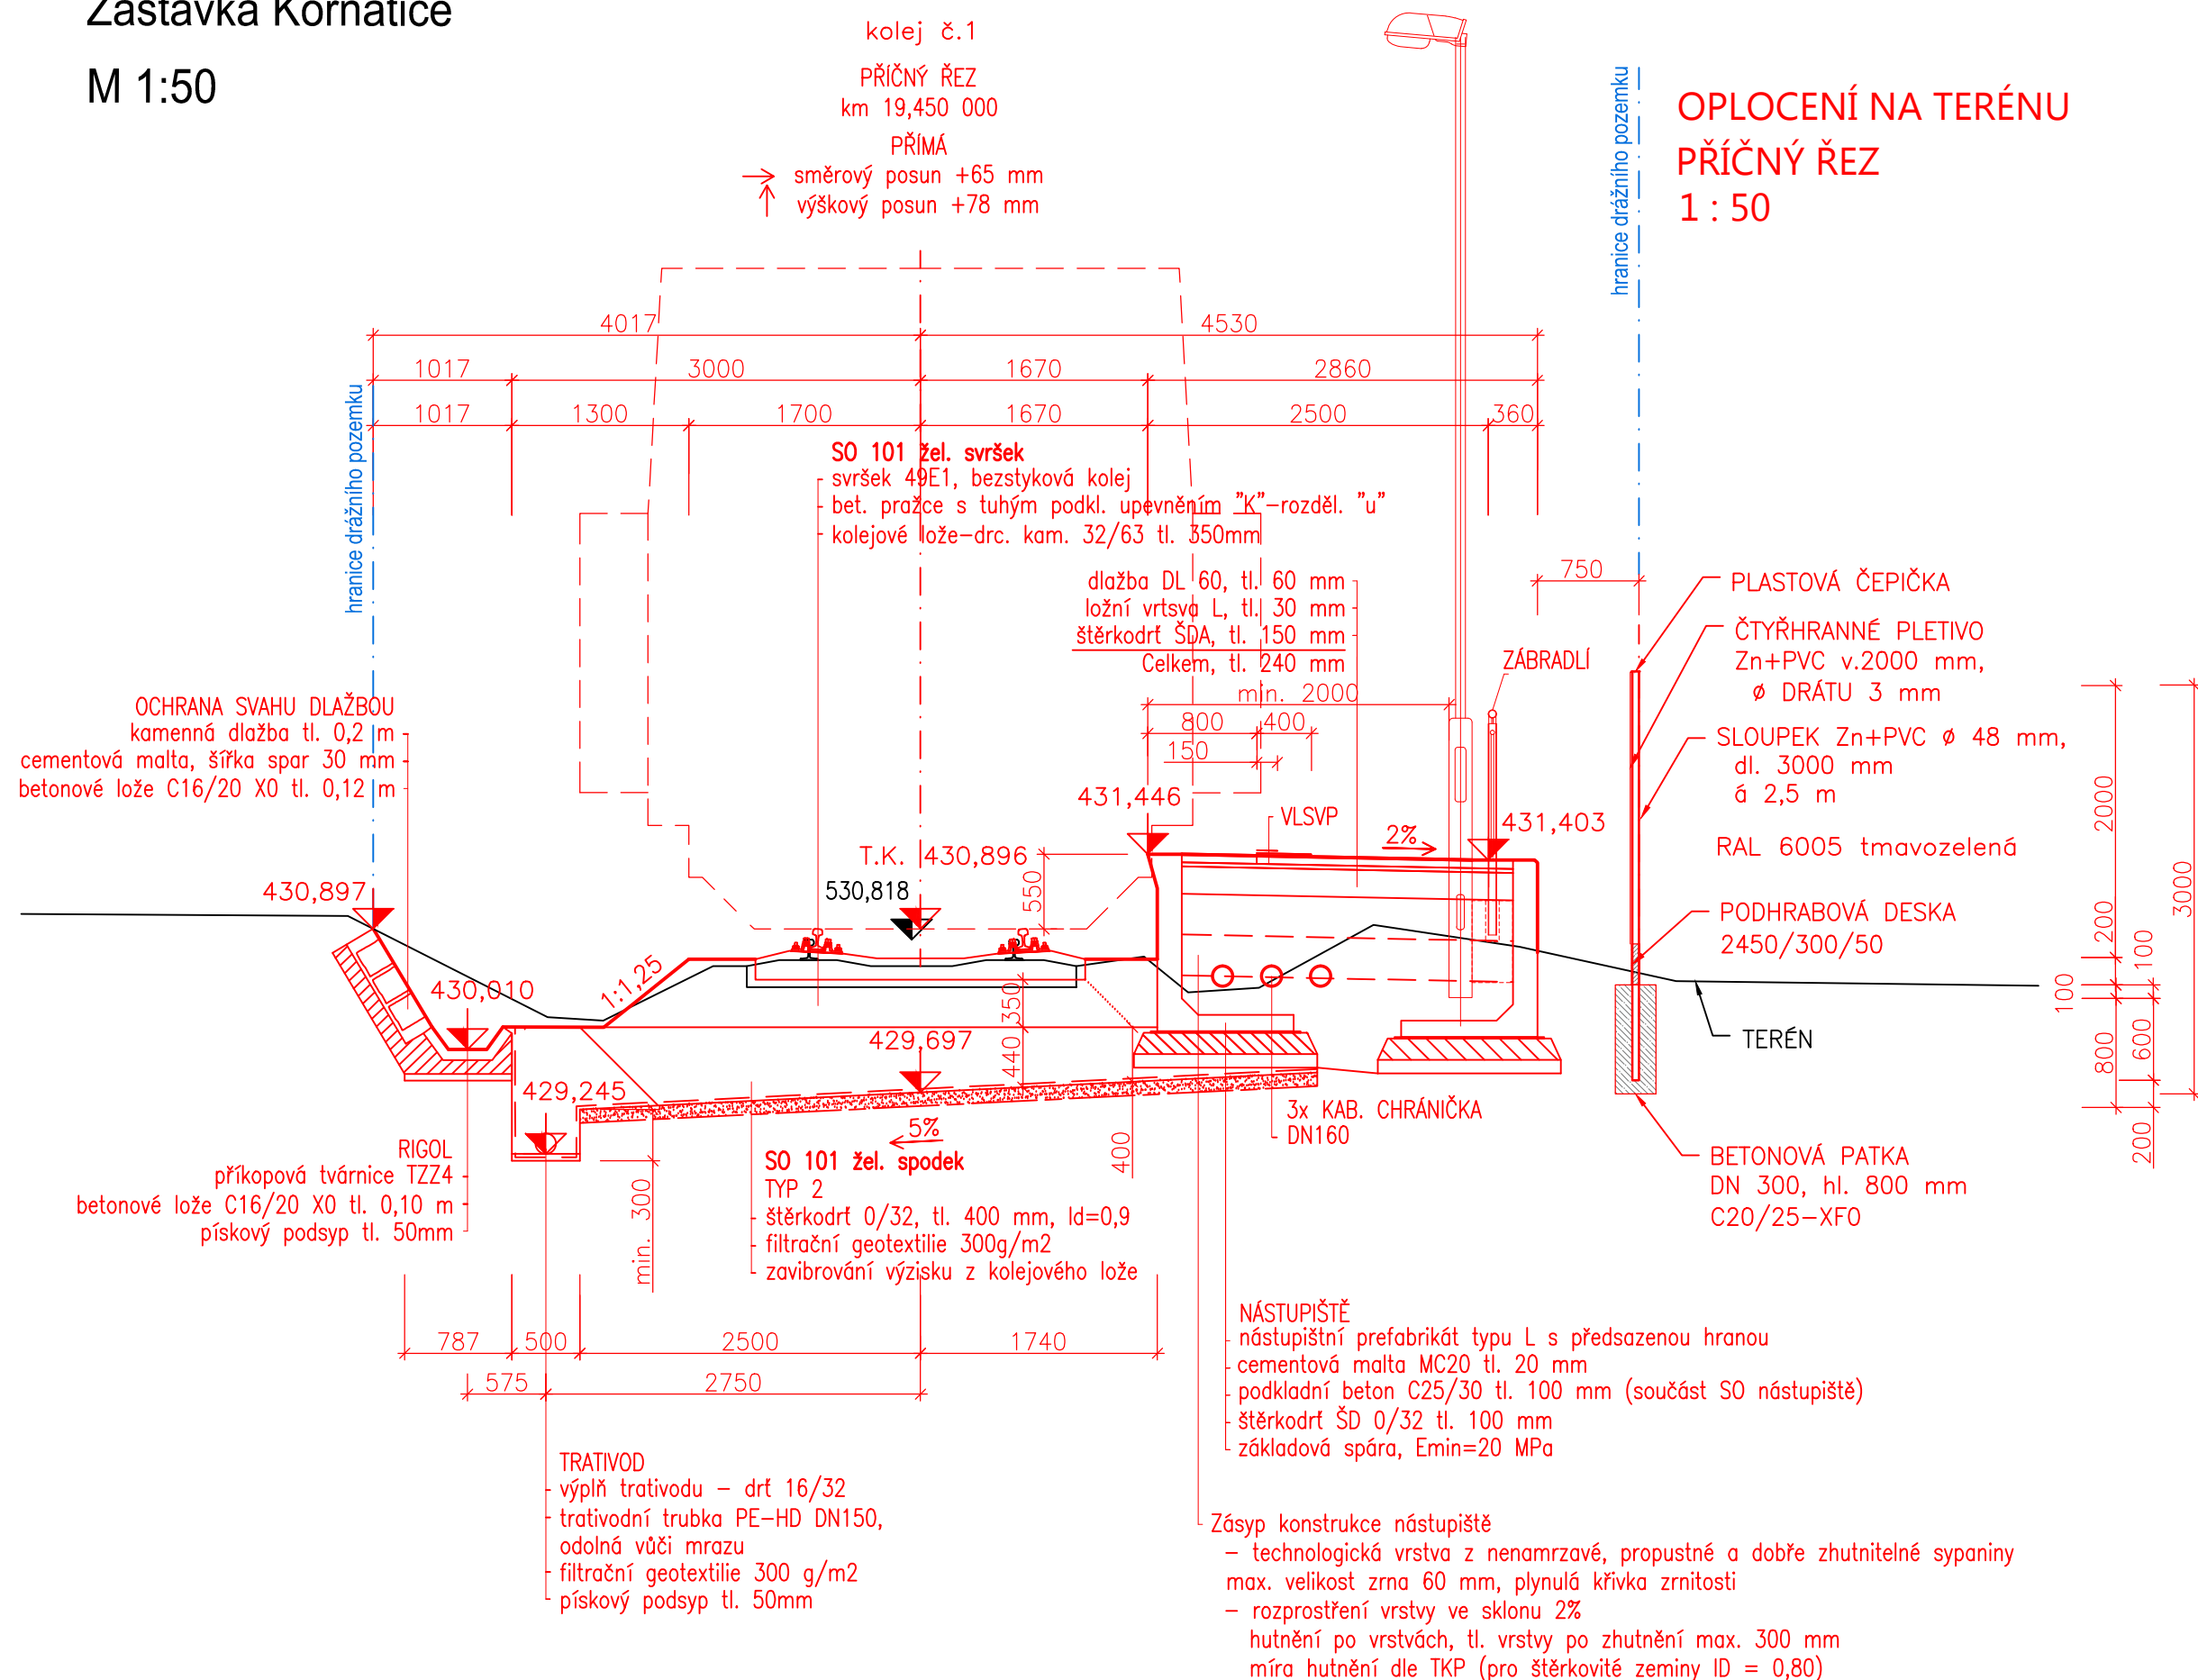 Zastávka Kornatice
M 1:50
kolej č.1
PŘÍČNÝ ŘEZ
km 19,450 000
PŘÍMÁ
směrový posun +65 mm
výškový posun +78 mm
OPLOCENÍ NA TERÉNU
PŘÍČNÝ ŘEZ
1 : 50
hranice drážního pozemku
hranice drážního pozemku
4017
4530
1017
3000
1670
2860
1017
1300
1700
1670
2500
360
SO 101 žel. svršek
svršek 49E1, bezstyková kolej
bet. pražce s tuhým podkl. upevněním "K"-rozděl. "u"
kolejové lože-drc. kam. 32/63 tl. 350mm
dlažba DL 60, tl. 60 mm
ložní vrtsva L, tl. 30 mm
štěrkodrť ŠDA, tl. 150 mm
Celkem, tl. 240 mm
min. 2000
800
400
150
750
ZÁBRADLÍ
PLASTOVÁ ČEPIČKA
ČTYŘHRANNÉ PLETIVO
Zn+PVC v.2000 mm,
ø DRÁTU 3 mm
SLOUPEK Zn+PVC ø 48 mm,
dl. 3000 mm
á 2,5 m
RAL 6005 tmavozelená
PODHRABOVÁ DESKA
2450/300/50
TERÉN
BETONOVÁ PATKA
DN 300, hl. 800 mm
C20/25-XF0
2000
3000
200
100
100
800
600
200
OCHRANA SVAHU DLAŽBOU
kamenná dlažba tl. 0,2 m
cementová malta, šířka spar 30 mm
betonové lože C16/20 X0 tl. 0,12 m
430,897
430,010
1:1,25
431,446
VLSVP
2%
431,403
T.K. 430,896
530,818
550
350
440
429,697
429,245
5%
400
min. 300
3x KAB. CHRÁNIČKA
DN160
RIGOL
příkopová tvárnice TZZ4
betonové lože C16/20 X0 tl. 0,10 m
pískový podsyp tl. 50mm
SO 101 žel. spodek
TYP 2
štěrkodrť 0/32, tl. 400 mm, Id=0,9
filtrační geotextilie 300g/m2
zavibrování výzisku z kolejového lože
787
500
2500
1740
575
2750
NÁSTUPIŠTĚ
nástupištní prefabrikát typu L s předsazenou hranou
cementová malta MC20 tl. 20 mm
podkladní beton C25/30 tl. 100 mm (součást SO nástupiště)
štěrkodrť ŠD 0/32 tl. 100 mm
základová spára, Emin=20 MPa
TRATIVOD
výplň trativodu - drť 16/32
trativodní trubka PE-HD DN150,
odolná vůči mrazu
filtrační geotextilie 300 g/m2
pískový podsyp tl. 50mm
Zásyp konstrukce nástupiště
- technologická vrstva z nenamrzavé, propustné a dobře zhutnitelné sypaniny
max. velikost zrna 60 mm, plynulá křivka zrnitosti
- rozprostření vrstvy ve sklonu 2%
hutnění po vrstvách, tl. vrstvy po zhutnění max. 300 mm
míra hutnění dle TKP (pro štěrkovité zeminy ID = 0,80)